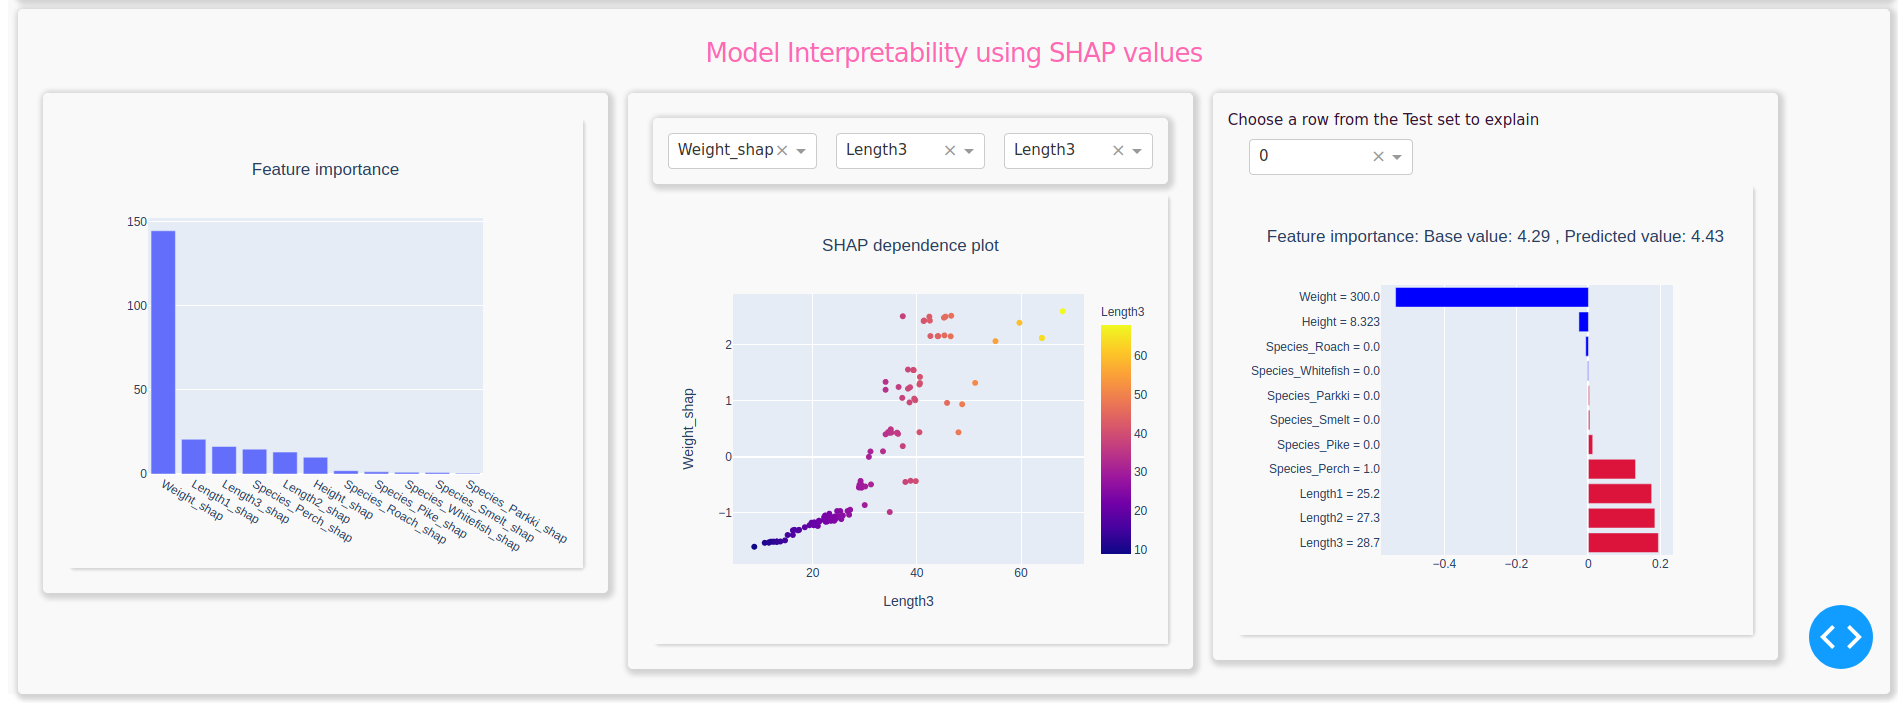 Model Interpretability using SHAP values
Feature importance
150
100
50
0
Weight_shap
Length1_shap
Length3_shap
Species_Perch_shap
Length2_shap
Height_shap
Species_Roach_shap
Species_Pike_shap
Species_Whitefish_shap
Species_Smelt_shap
Species_Parkki_shap
Weight_shap
Length3
Length3
SHAP dependence plot
Weight_shap
2
1
0
−1
20
40
60
Length3
Length3
60
50
40
30
20
10
Choose a row from the Test set to explain
0
Feature importance: Base value: 4.29 , Predicted value: 4.43
Weight = 300.0
Height = 8.323
Species_Roach = 0.0
Species_Whitefish = 0.0
Species_Parkki = 0.0
Species_Smelt = 0.0
Species_Pike = 0.0
Species_Perch = 1.0
Length1 = 25.2
Length2 = 27.3
Length3 = 28.7
−0.4
−0.2
0
0.2